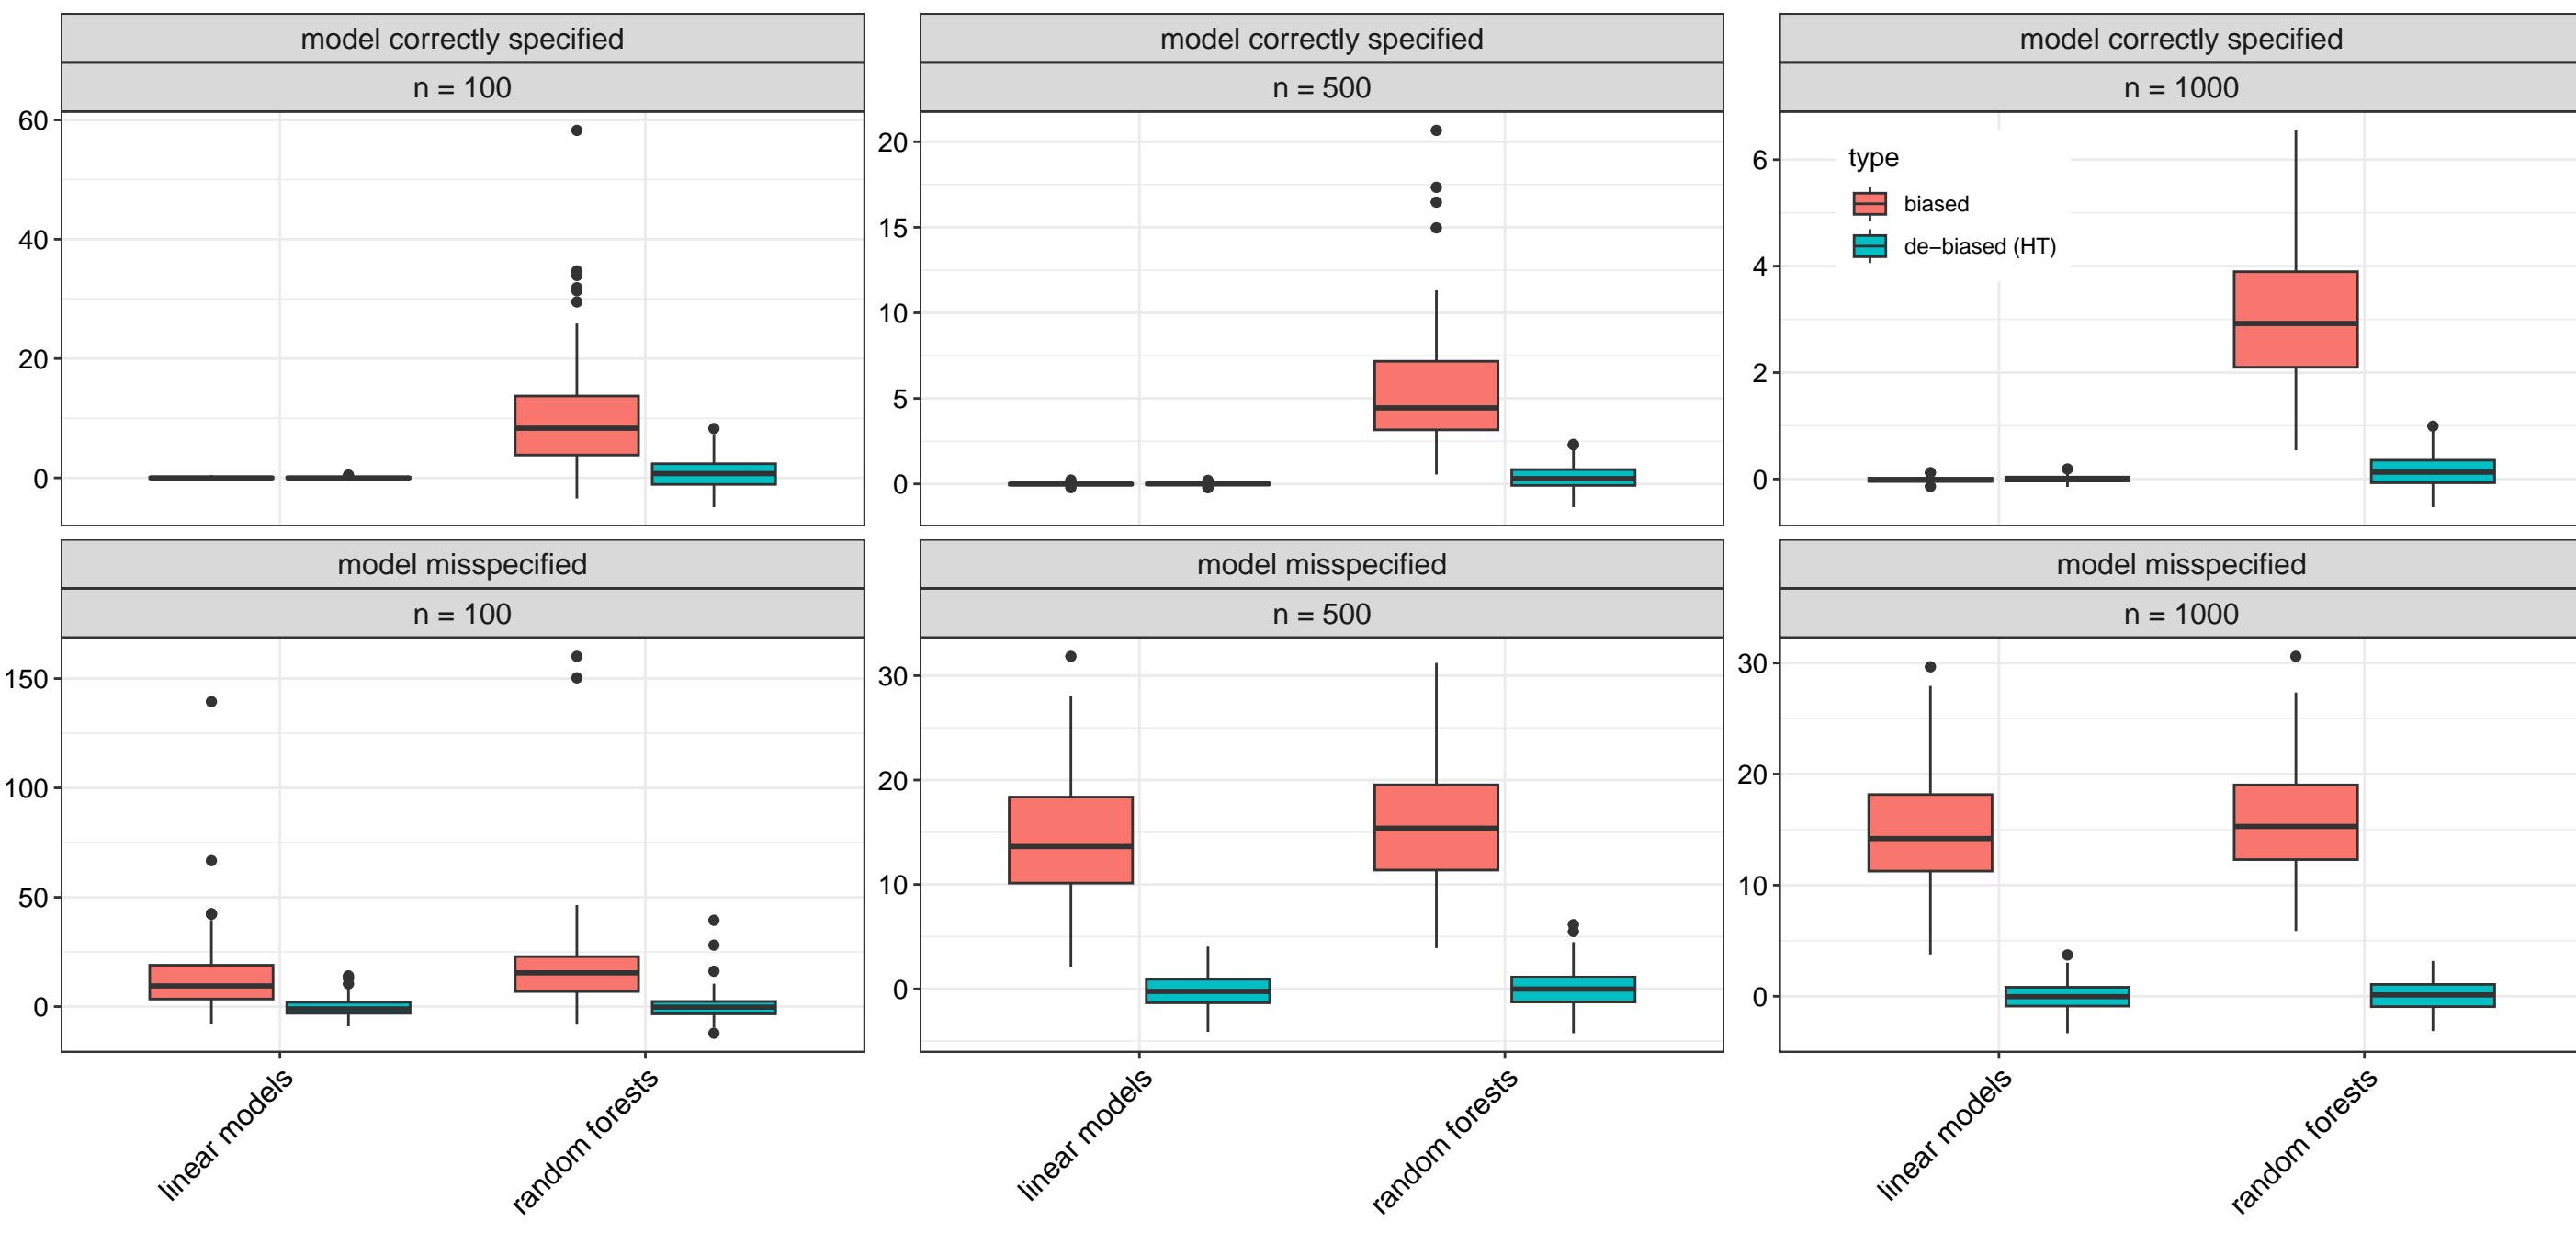 model correctly specified
n = 100
60
40
20
0
model correctly specified
n = 500
20
15
10
5
0
model correctly specified
n = 1000
6
4
2
0
type
biased
de−biased (HT)
model misspecified
n = 100
150
100
50
0
linear models
random forests
model misspecified
n = 500
30
20
10
0
linear models
random forests
model misspecified
n = 1000
30
20
10
0
linear models
random forests